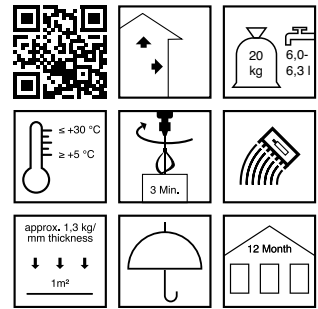 20
kg
6,0-
6,3 l
≤ +30 °C
≥ +5 °C
3 Min.
approx. 1,3 kg/
mm thickness
1m²
12 Month